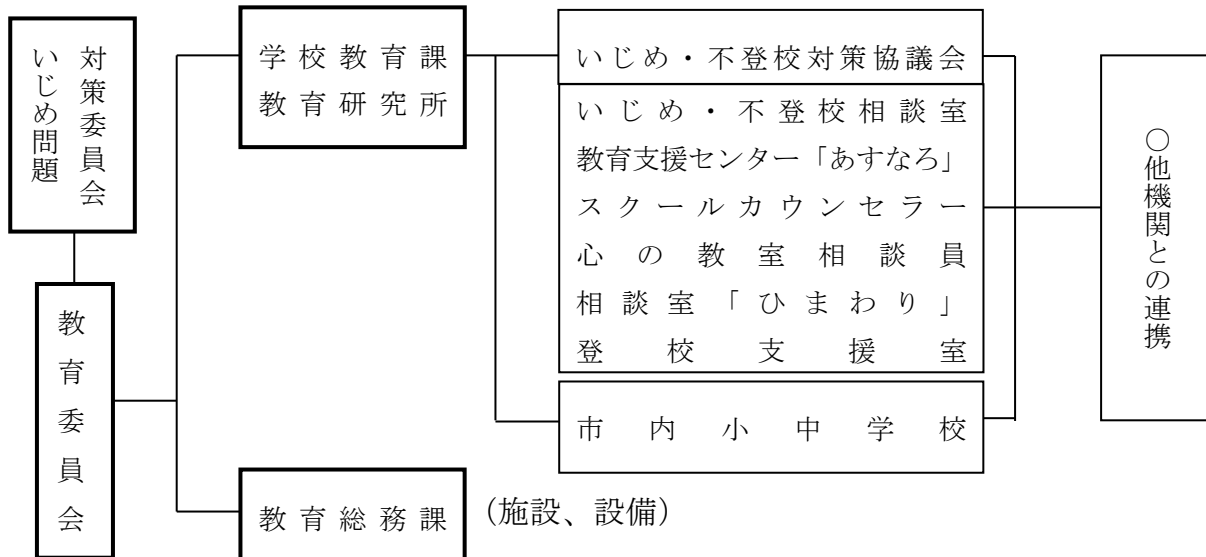 いじめ問題
対策委員会
教育委員会
学校教育課
教育研究所
教育総務課
(施設、設備)
いじめ・不登校対策協議会
いじめ・不登校相談室
教育支援センター「あすなろ」
スクールカウンセラー
心の教室相談員
相談室「ひまわり」
登校支援室
市内小中学校
○他機関との連携